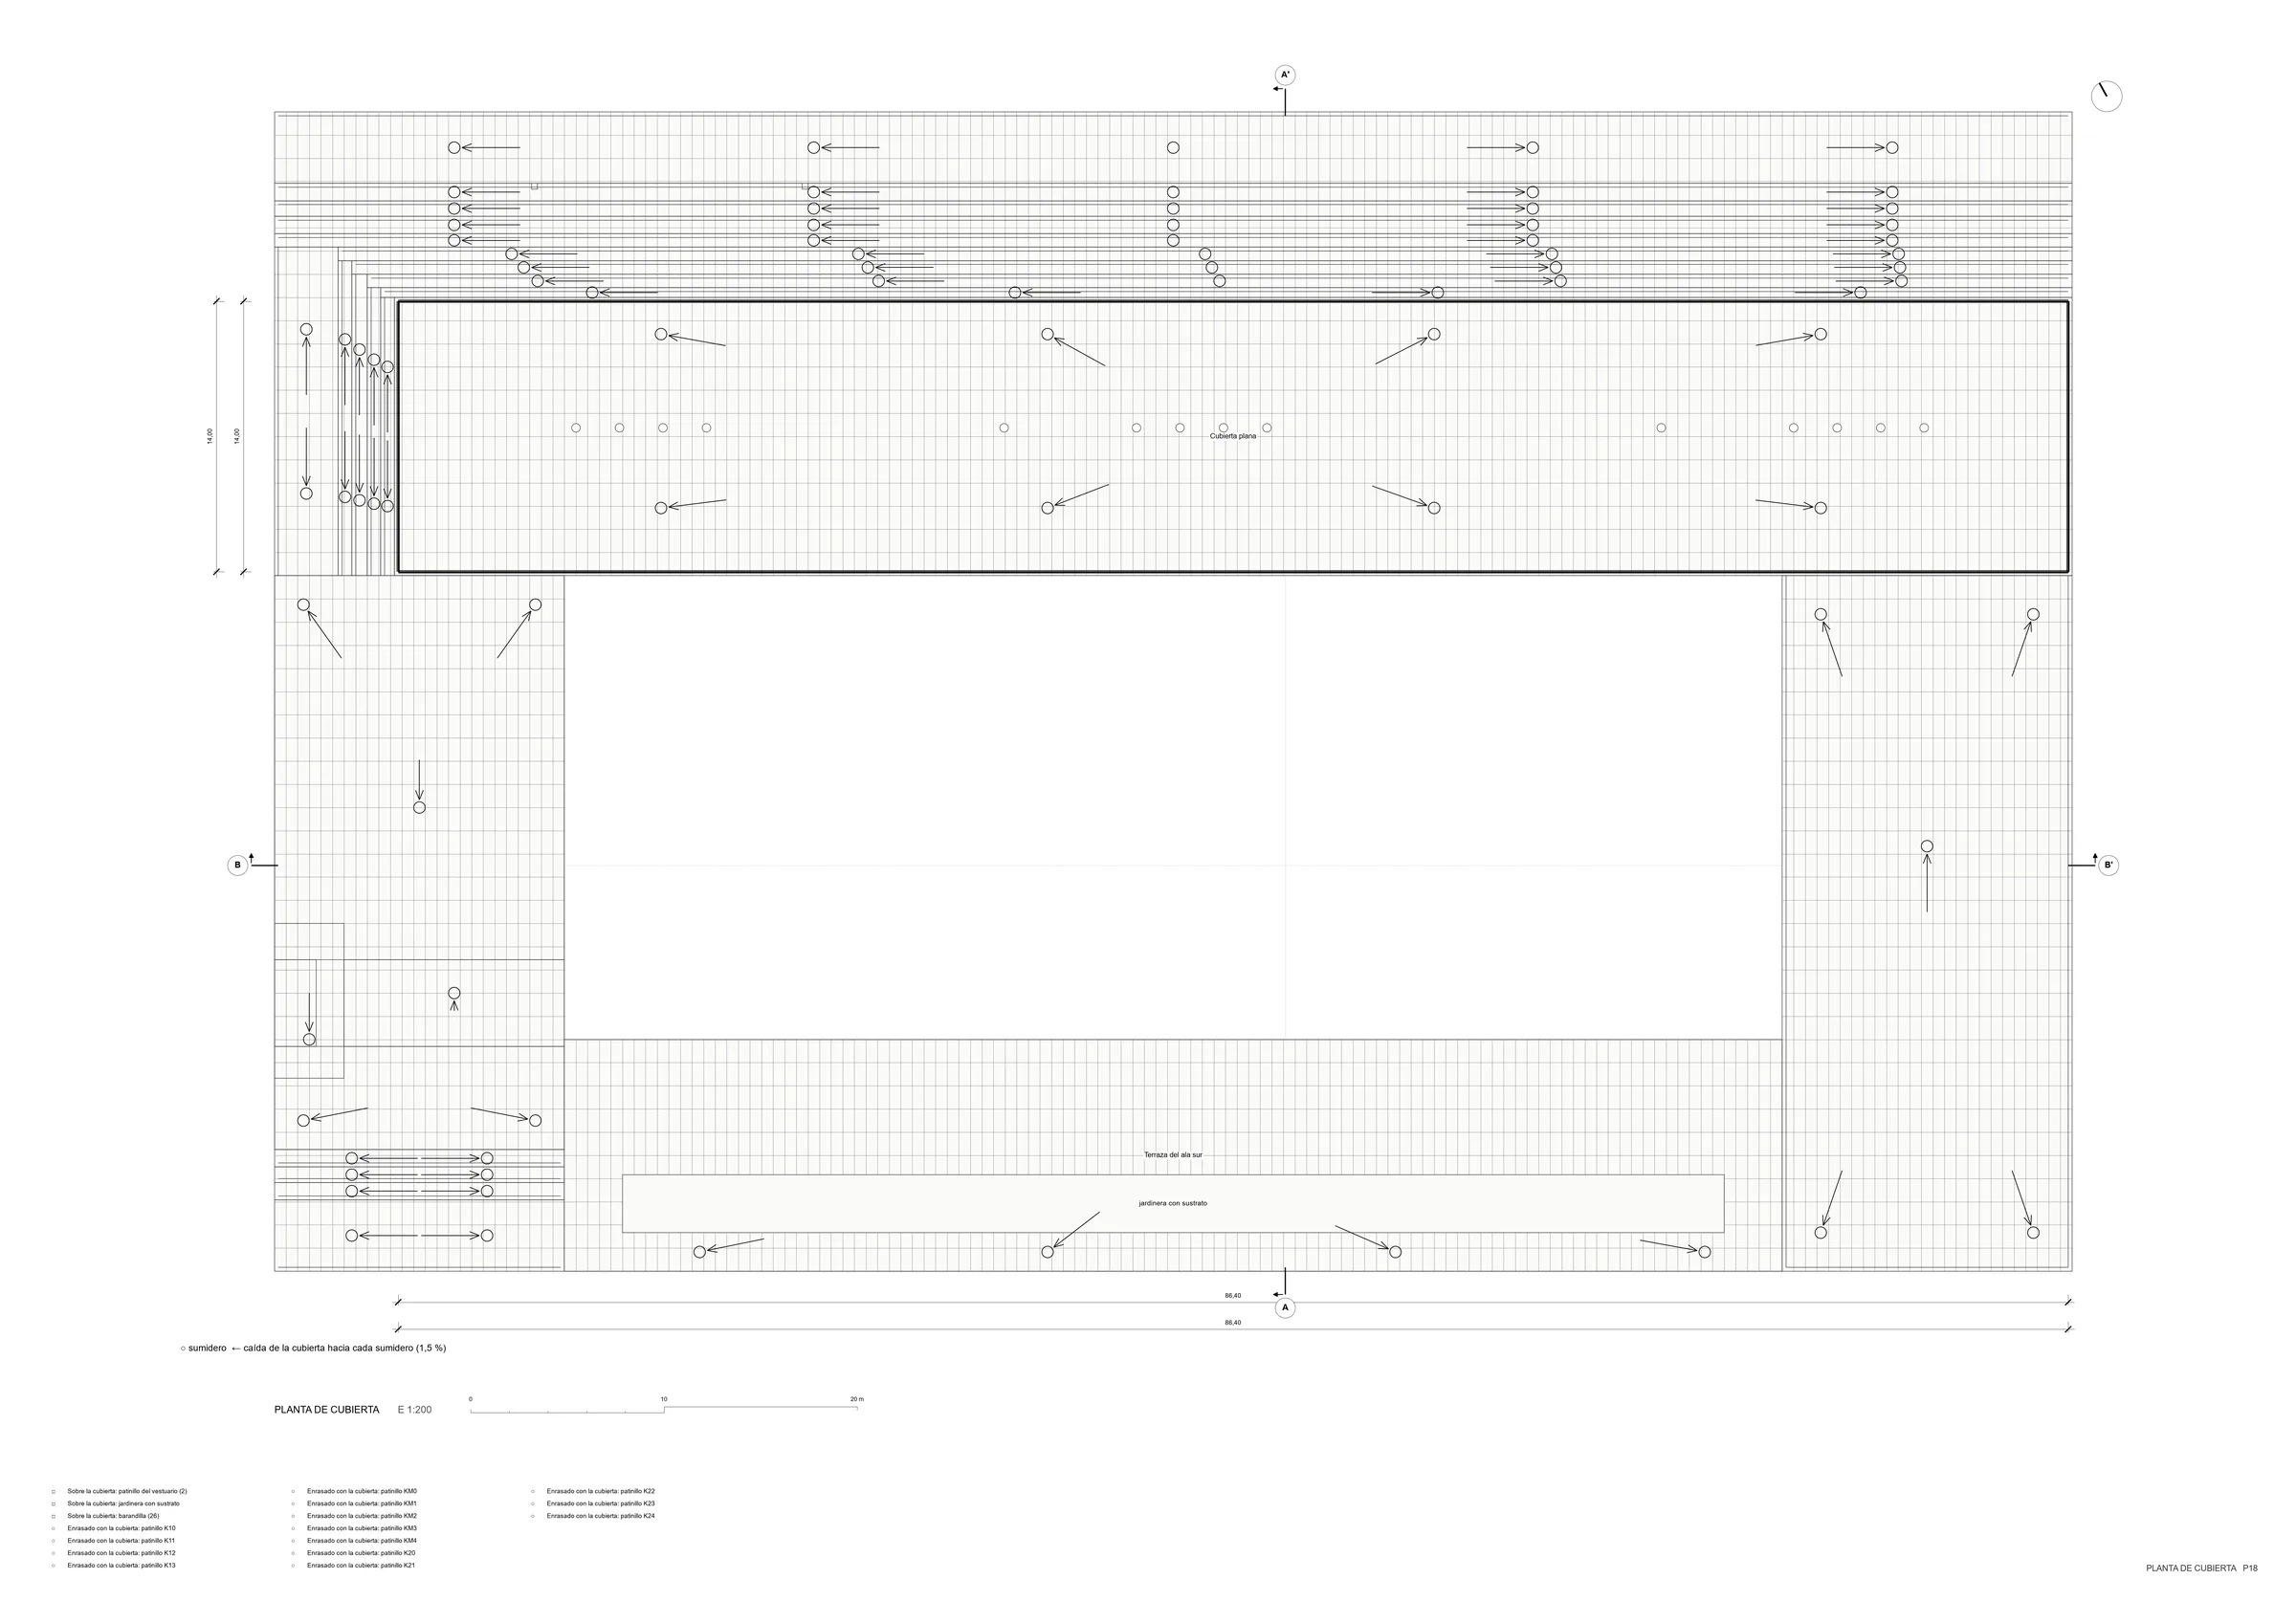 A'
14,00
14,00
Cubierta plana
B
B'
Terraza del ala sur
jardinera con sustrato
86,40
A
86,40
○ sumidero ← caída de la cubierta hacia cada sumidero (1,5 %)
PLANTA DE CUBIERTA E 1:200
0 10 20 m
Sobre la cubierta: patinillo del vestuario (2)
Sobre la cubierta: jardinera con sustrato
Sobre la cubierta: barandilla (26)
Enrasado con la cubierta: patinillo K10
Enrasado con la cubierta: patinillo K11
Enrasado con la cubierta: patinillo K12
Enrasado con la cubierta: patinillo K13
Enrasado con la cubierta: patinillo KM0
Enrasado con la cubierta: patinillo KM1
Enrasado con la cubierta: patinillo KM2
Enrasado con la cubierta: patinillo KM3
Enrasado con la cubierta: patinillo KM4
Enrasado con la cubierta: patinillo K20
Enrasado con la cubierta: patinillo K21
Enrasado con la cubierta: patinillo K22
Enrasado con la cubierta: patinillo K23
Enrasado con la cubierta: patinillo K24
PLANTA DE CUBIERTA P18